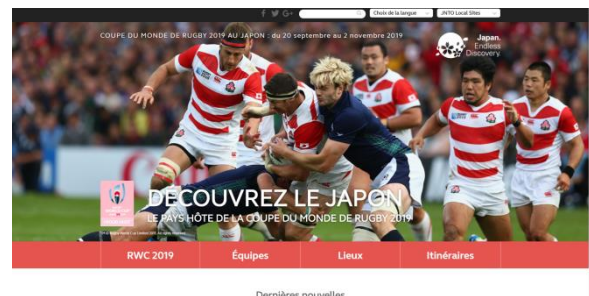 Choix de la langue
JNTO Local Sites
COUPE DU MONDE DE RUGBY 2019 AU JAPON : du 20 septembre au 2 novembre 2019
Japan.
Endless
Discovery.
DÉCOUVREZ LE JAPON
LE PAYS HÔTE DE LA COUPE DU MONDE DE RUGBY 2019
RWC 2019
Équipes
Lieux
Itinéraires
Dernières nouvelles